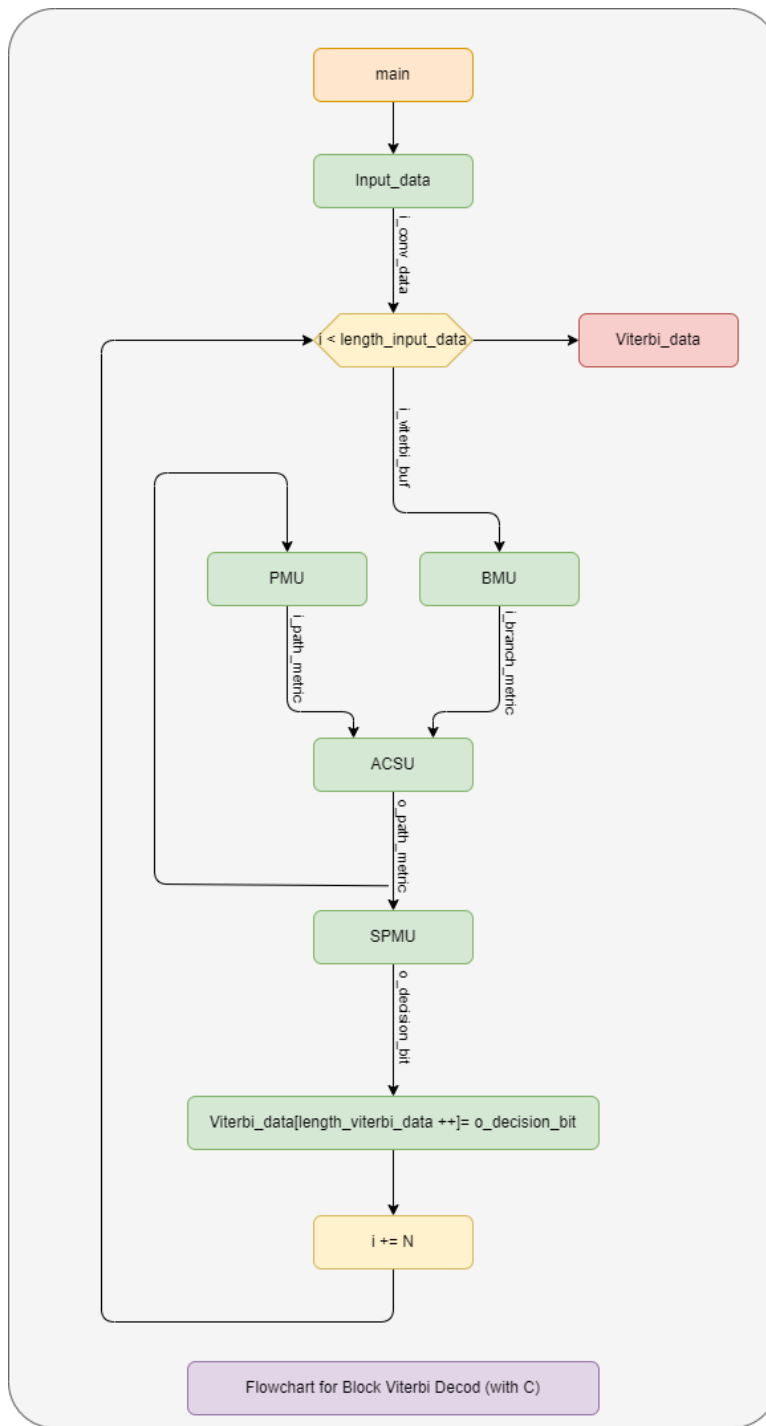 main
Input_data
i_conv_data
i < length_input_data
Viterbi_data
i_viterbi_buf
PMU
BMU
i_path_metric
i_branch_metric
ACSU
o_path_metric
SPMU
o_decision_bit
Viterbi_data[length_viterbi_data ++]= o_decision_bit
i += N
Flowchart for Block Viterbi Decod (with C)